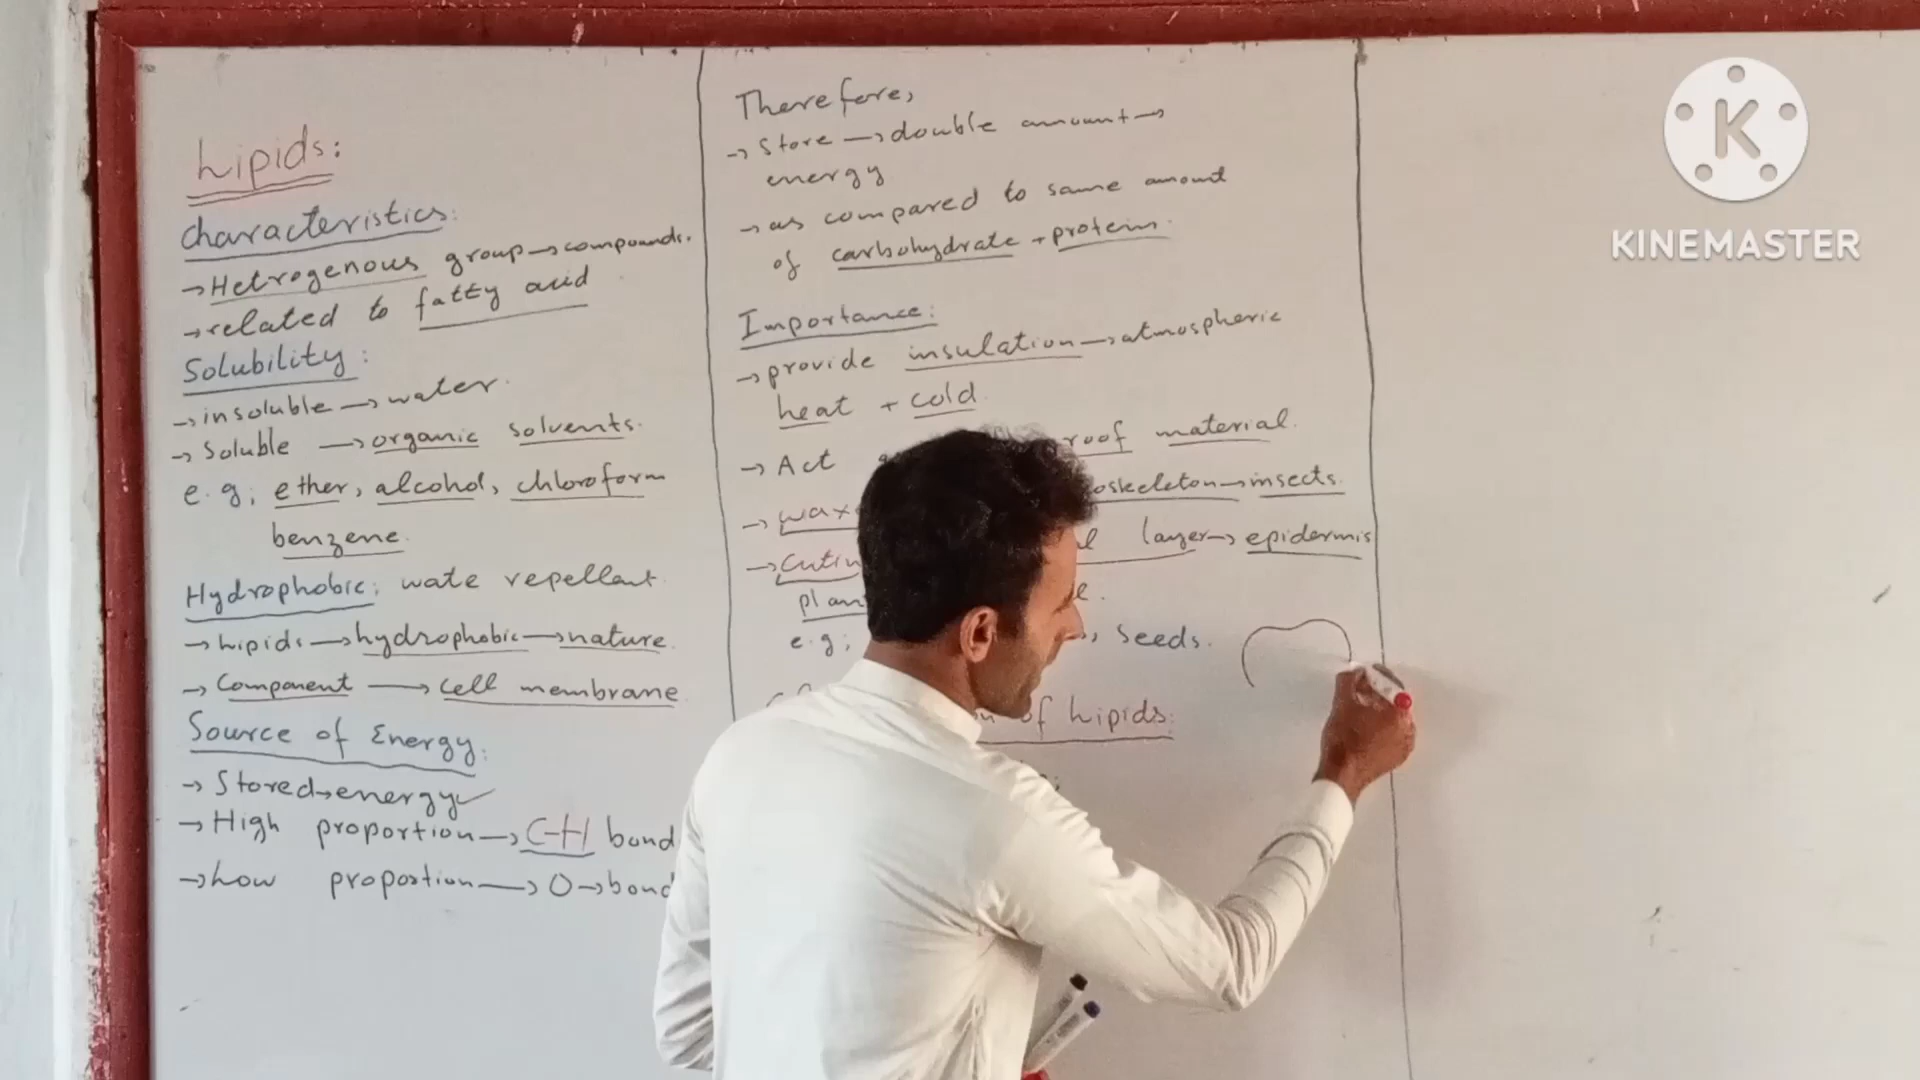 Lipids:
Characteristics:
→Hetrogenous group→compounds.
→related to fatty acid
Solubility:
→insoluble→water.
→Soluble→organic solvents.
e.g; ether, alcohol, chloroform
benzene.
Hydrophobic: wate repellant.
→Lipids→hydrophobic→nature.
→Component→cell membrane
Source of Energy:
→Stored→energy
→High proportion→C-H bond
→Low proportion→O→bond
Therefore,
→Store→double amount→
energy
→as compared to same amount
of carbohydrate + protein.
Importance:
→provide insulation→atmospheric
heat + cold.
→Act roof material.
→wax oskeleton→insects.
→Cutin layer→epidermis
plan
e.g; , Seeds.
of Lipids:
KINEMASTER